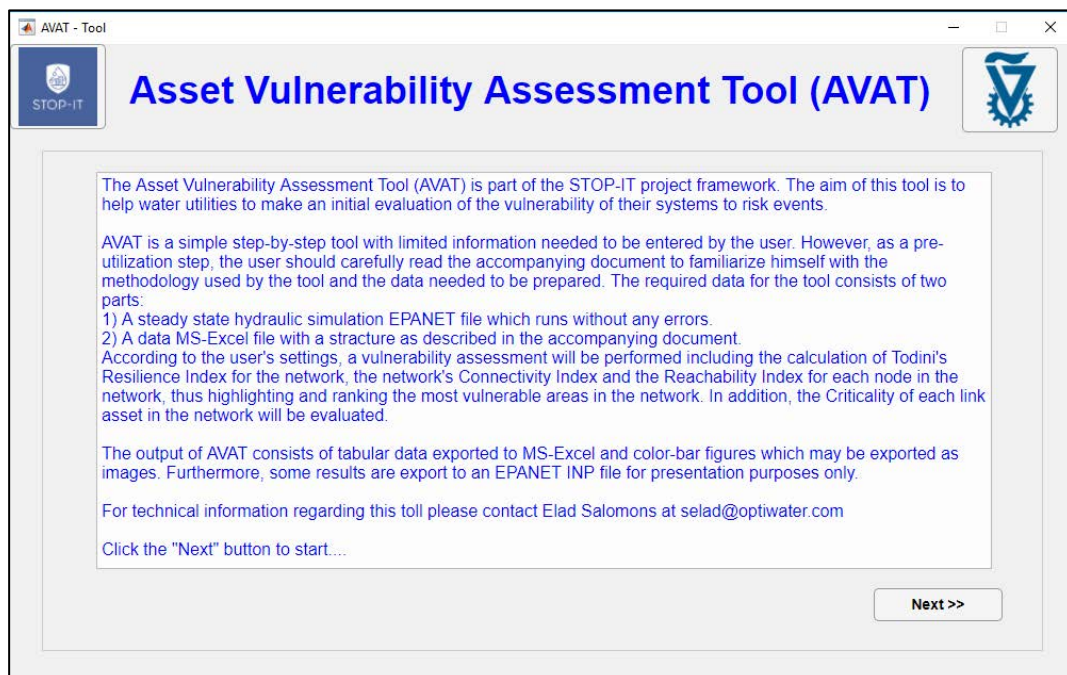 AVAT - Tool
STOP-IT
Asset Vulnerability Assessment Tool (AVAT)
The Asset Vulnerability Assessment Tool (AVAT) is part of the STOP-IT project framework. The aim of this tool is to
help water utilities to make an initial evaluation of the vulnerability of their systems to risk events.
AVAT is a simple step-by-step tool with limited information needed to be entered by the user. However, as a pre-
utilization step, the user should carefully read the accompanying document to familiarize himself with the
methodology used by the tool and the data needed to be prepared. The required data for the tool consists of two
parts:
1) A steady state hydraulic simulation EPANET file which runs without any errors.
2) A data MS-Excel file with a stracture as described in the accompanying document.
According to the user's settings, a vulnerability assessment will be performed including the calculation of Todini's
Resilience Index for the network, the network's Connectivity Index and the Reachability Index for each node in the
network, thus highlighting and ranking the most vulnerable areas in the network. In addition, the Criticality of each link
asset in the network will be evaluated.
The output of AVAT consists of tabular data exported to MS-Excel and color-bar figures which may be exported as
images. Furthermore, some results are export to an EPANET INP file for presentation purposes only.
For technical information regarding this toll please contact Elad Salomons at selad@optiwater.com
Click the "Next" button to start....
Next >>